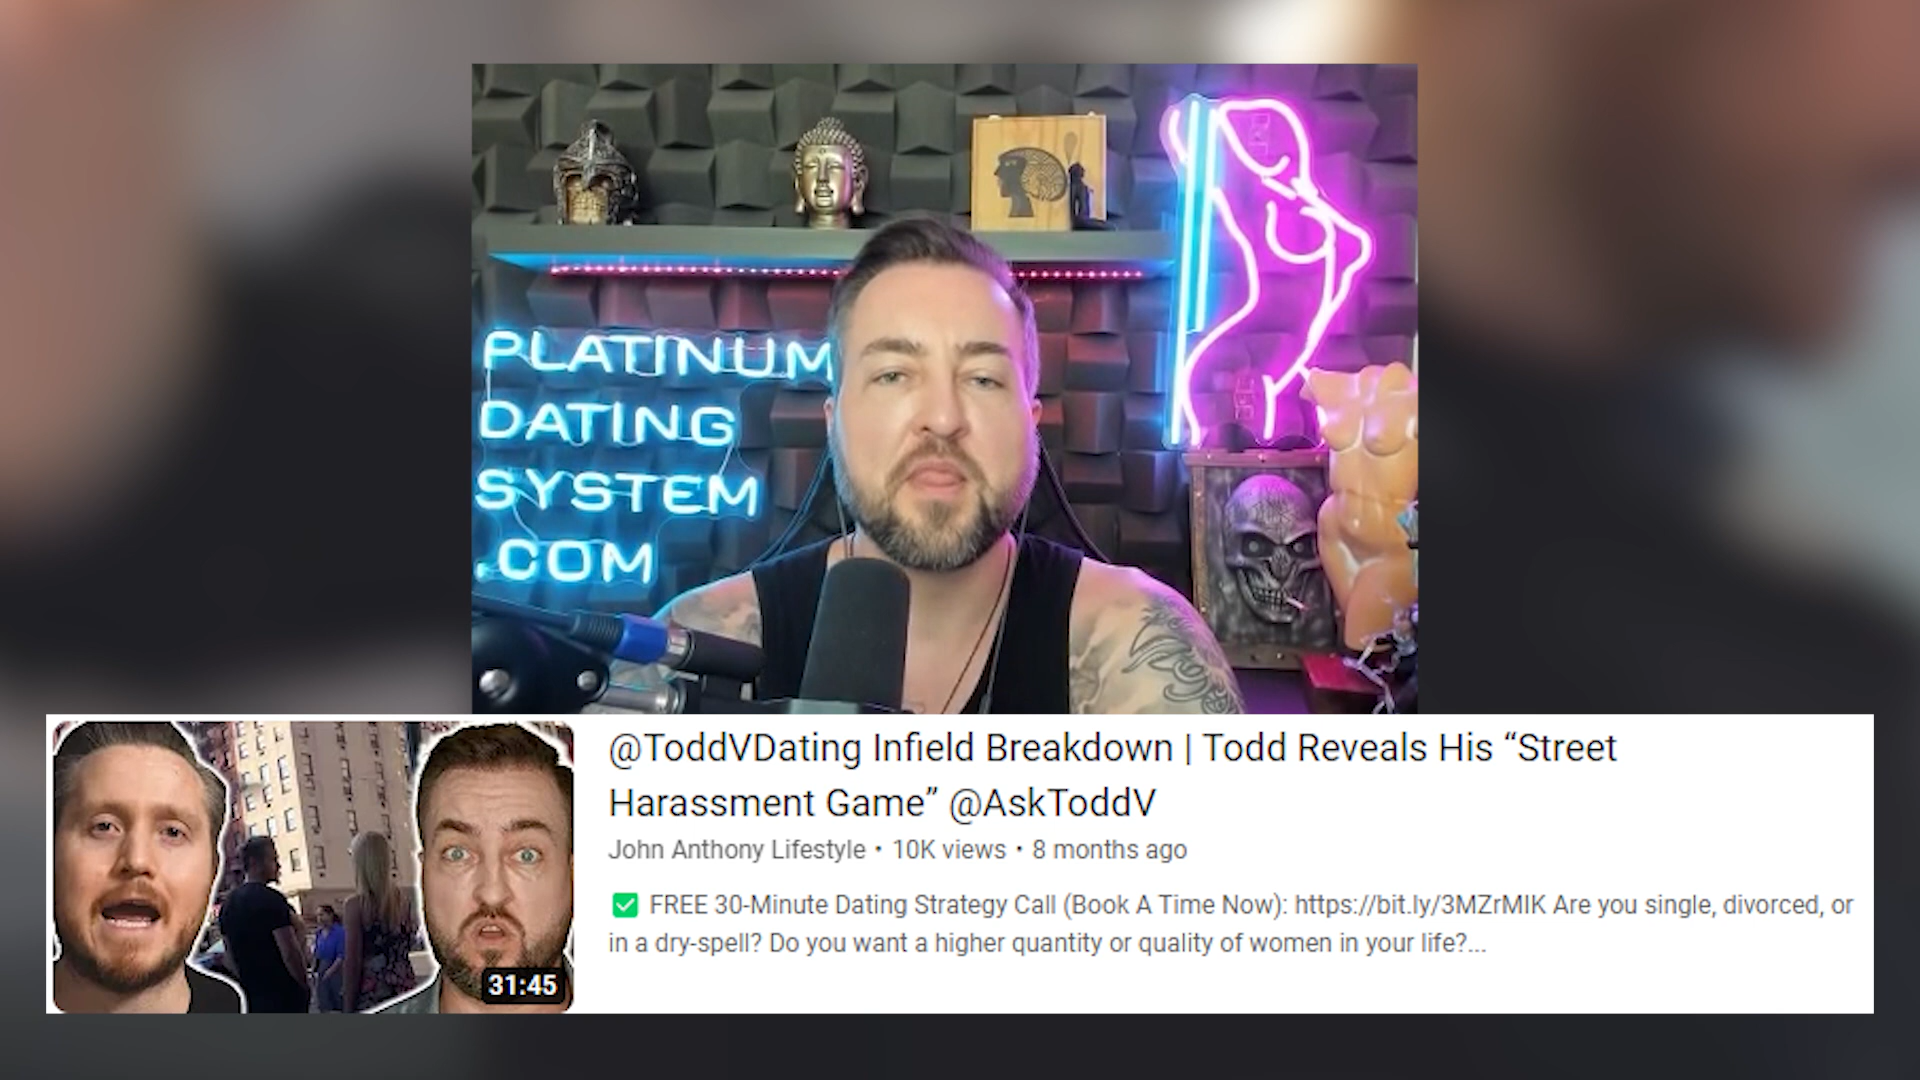 PLATINUM
DATING
SYSTEM
.COM
@ToddVDating Infield Breakdown | Todd Reveals His “Street
Harassment Game” @AskToddV
John Anthony Lifestyle • 10K views • 8 months ago
✅ FREE 30-Minute Dating Strategy Call (Book A Time Now): https://bit.ly/3MZrMIK Are you single, divorced, or
in a dry-spell? Do you want a higher quantity or quality of women in your life?...
31:45